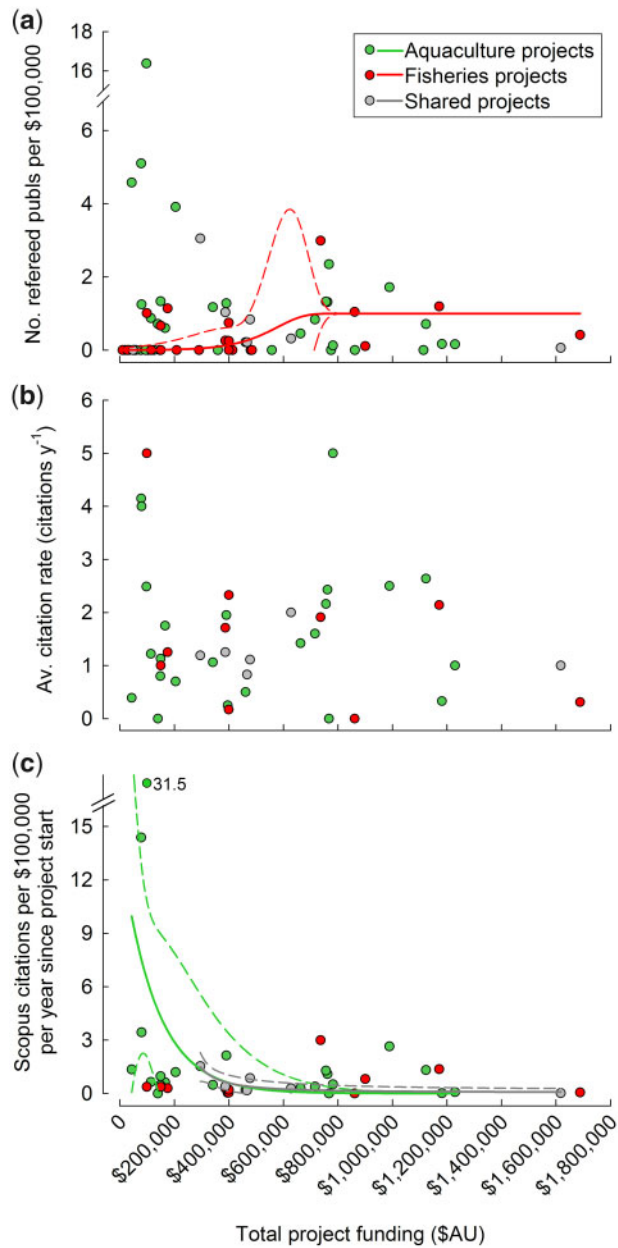 (a)
18
16
6
4
2
0
No. refereed publs per $100,000
Aquaculture projects
Fisheries projects
Shared projects
(b)
6
5
4
3
2
1
0
Av. citation rate (citations y-1)
(c)
31.5
15
12
9
6
3
0
Scopus citations per $100,000
per year since project start
0
$200,000
$400,000
$600,000
$800,000
$1,000,000
$1,200,000
$1,400,000
$1,600,000
$1,800,000
Total project funding ($AU)